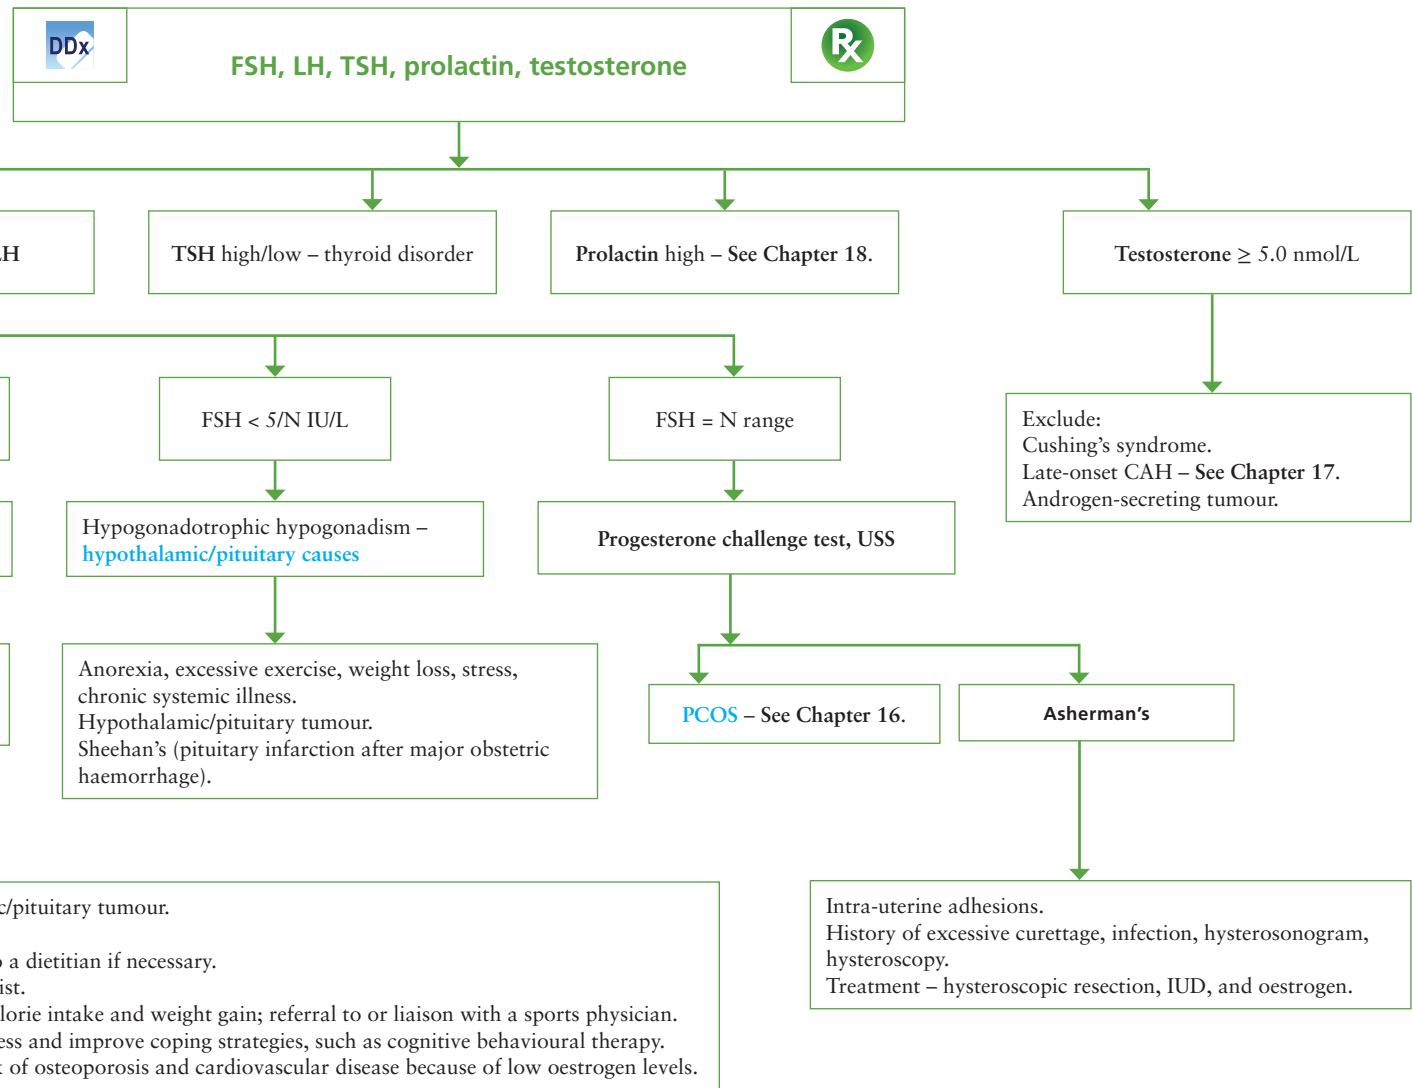 DDx
FSH, LH, TSH, prolactin, testosterone
Rx
LH
TSH high/low – thyroid disorder
Prolactin high – See Chapter 18.
Testosterone ≥ 5.0 nmol/L
FSH < 5/N IU/L
FSH = N range
Exclude:
Cushing's syndrome.
Late-onset CAH – See Chapter 17.
Androgen-secreting tumour.
Hypogonadotrophic hypogonadism –
hypothalamic/pituitary causes
Progesterone challenge test, USS
Anorexia, excessive exercise, weight loss, stress,
chronic systemic illness.
Hypothalamic/pituitary tumour.
Sheehan's (pituitary infarction after major obstetric
haemorrhage).
PCOS – See Chapter 16.
Asherman's
c/pituitary tumour.
a dietitian if necessary.
ist.
lorie intake and weight gain; referral to or liaison with a sports physician.
ess and improve coping strategies, such as cognitive behavioural therapy.
of osteoporosis and cardiovascular disease because of low oestrogen levels.
Intra-uterine adhesions.
History of excessive curettage, infection, hysterosonogram,
hysteroscopy.
Treatment – hysteroscopic resection, IUD, and oestrogen.